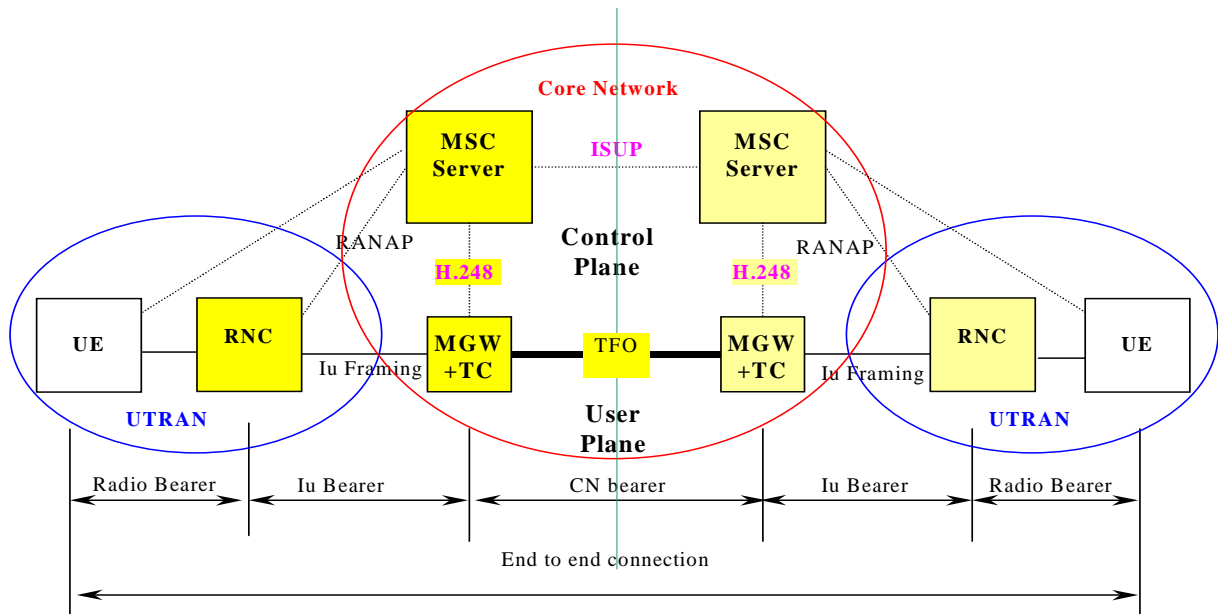 Core Network
MSC
Server
ISUP
MSC
Server
RANAP
Control
Plane
RANAP
H.248
H.248
UE
RNC
MGW
+TC
TFO
MGW
+TC
RNC
UE
Iu Framing
Iu Framing
UTRAN
User
Plane
UTRAN
Radio Bearer
Iu Bearer
CN bearer
Iu Bearer
Radio Bearer
End to end connection